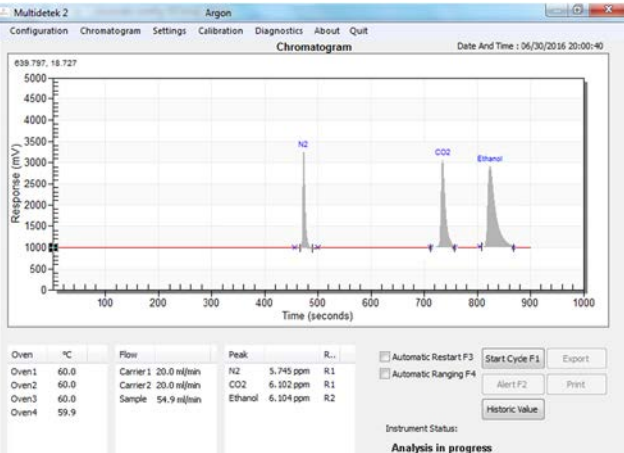 Multidetek 2 Argon
Configuration Chromatogram Settings Calibration Diagnostics About Quit
Chromatogram Date And Time : 06/30/2016 20:00:40
639.797, 18.727
5000
4500
4000
3500
3000
2500
2000
1500
1000
500
0
Response (mV)
N2 CO2 Ethanol
100 200 300 400 500 600 700 800 900 1000
Time (seconds)
Oven °C Flow Peak R... Automatic Restart F3 Start Cycle F1 Export
Oven1 60.0 Carrier1 20.0 ml/min N2 5.745 ppm R1 Automatic Ranging F4
Oven2 60.0 Carrier2 20.0 ml/min CO2 6.102 ppm R1 Alert F2 Print
Oven3 60.0 Sample 54.9 ml/min Ethanol 6.104 ppm R2
Oven4 59.9 Historic Value
Instrument Status:
Analysis in progress